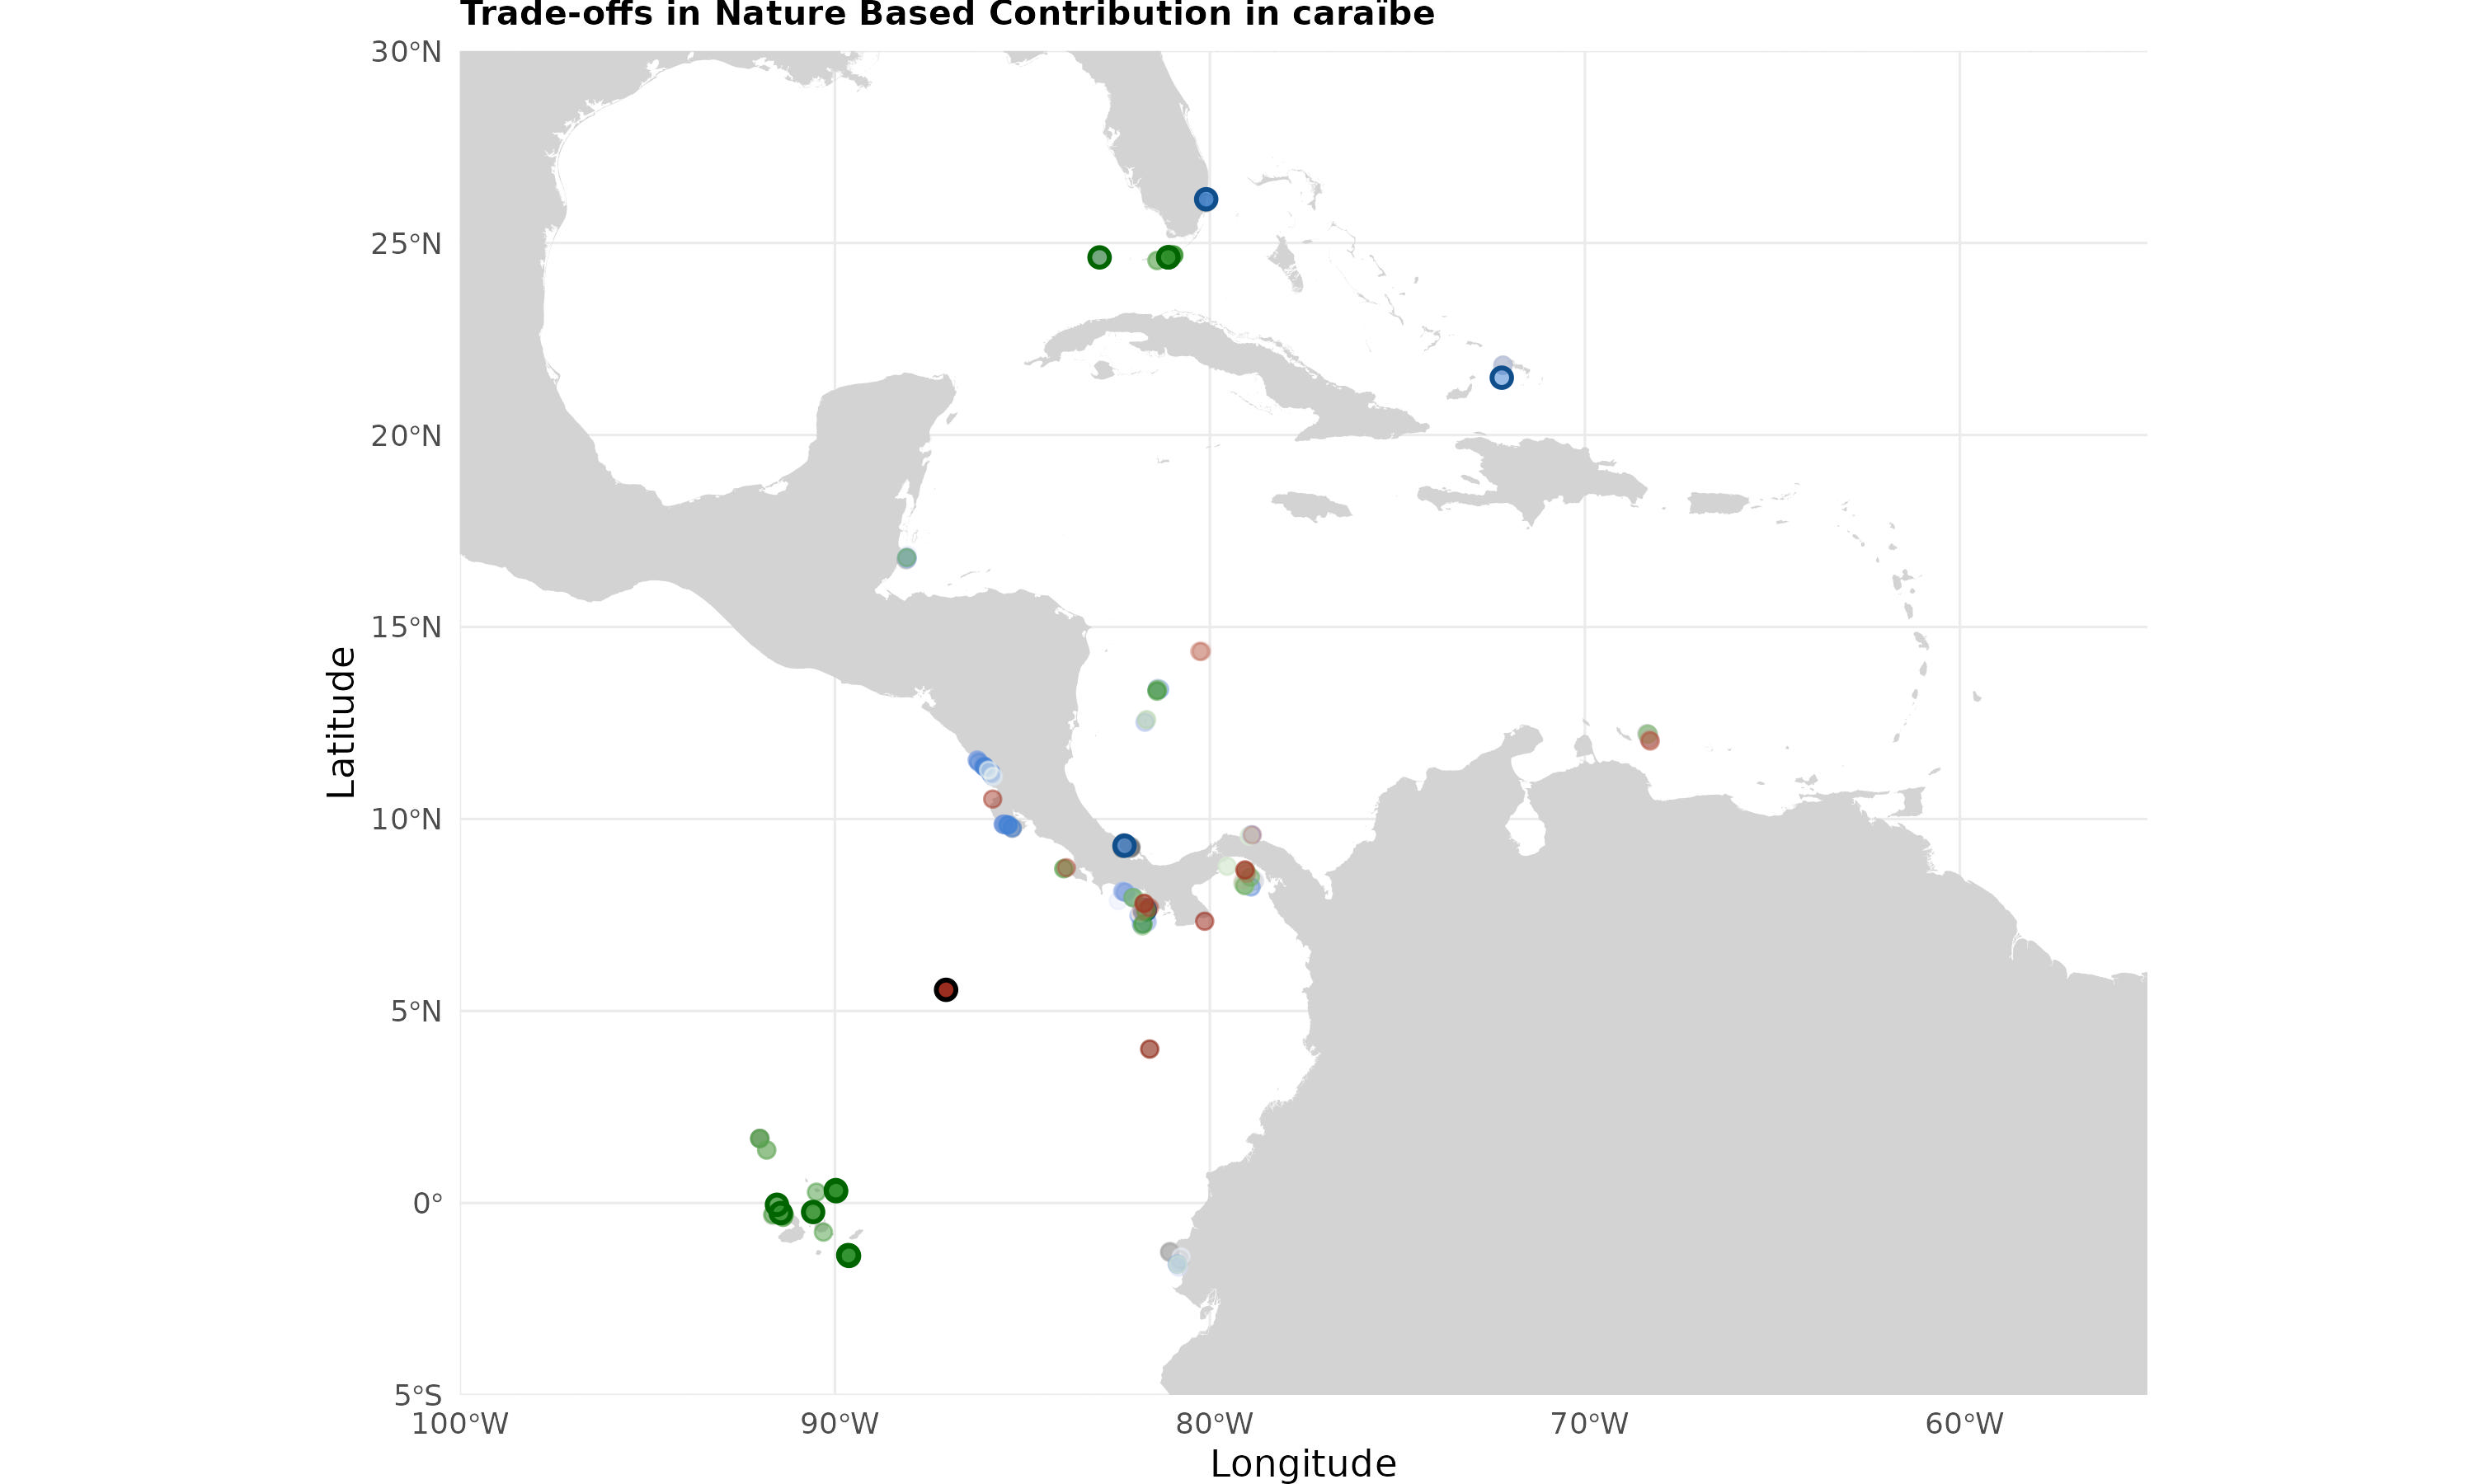 Trade-offs in Nature Based Contribution in caraïbe
30°N
25°N
20°N
15°N
10°N
5°N
0°
5°S
Latitude
100°W 90°W 80°W 70°W 60°W
Longitude